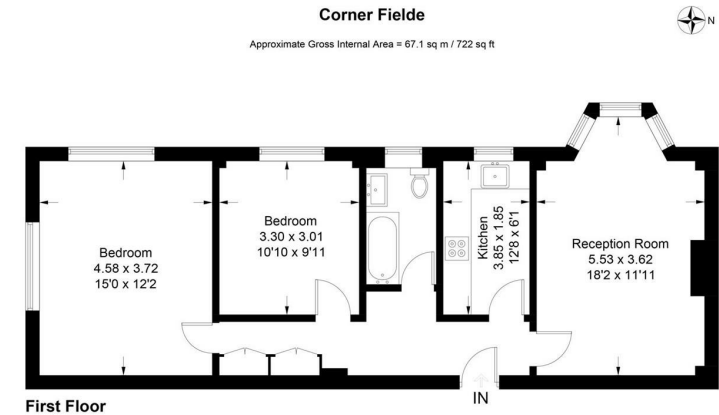 Corner Fielde
N
Approximate Gross Internal Area = 67.1 sq m / 722 sq ft
Bedroom
4.58 x 3.72
15'0 x 12'2
Bedroom
3.30 x 3.01
10'10 x 9'11
Kitchen
3.85 x 1.85
12'8 x 6'1
Reception Room
5.53 x 3.62
18'2 x 11'11
IN
First Floor